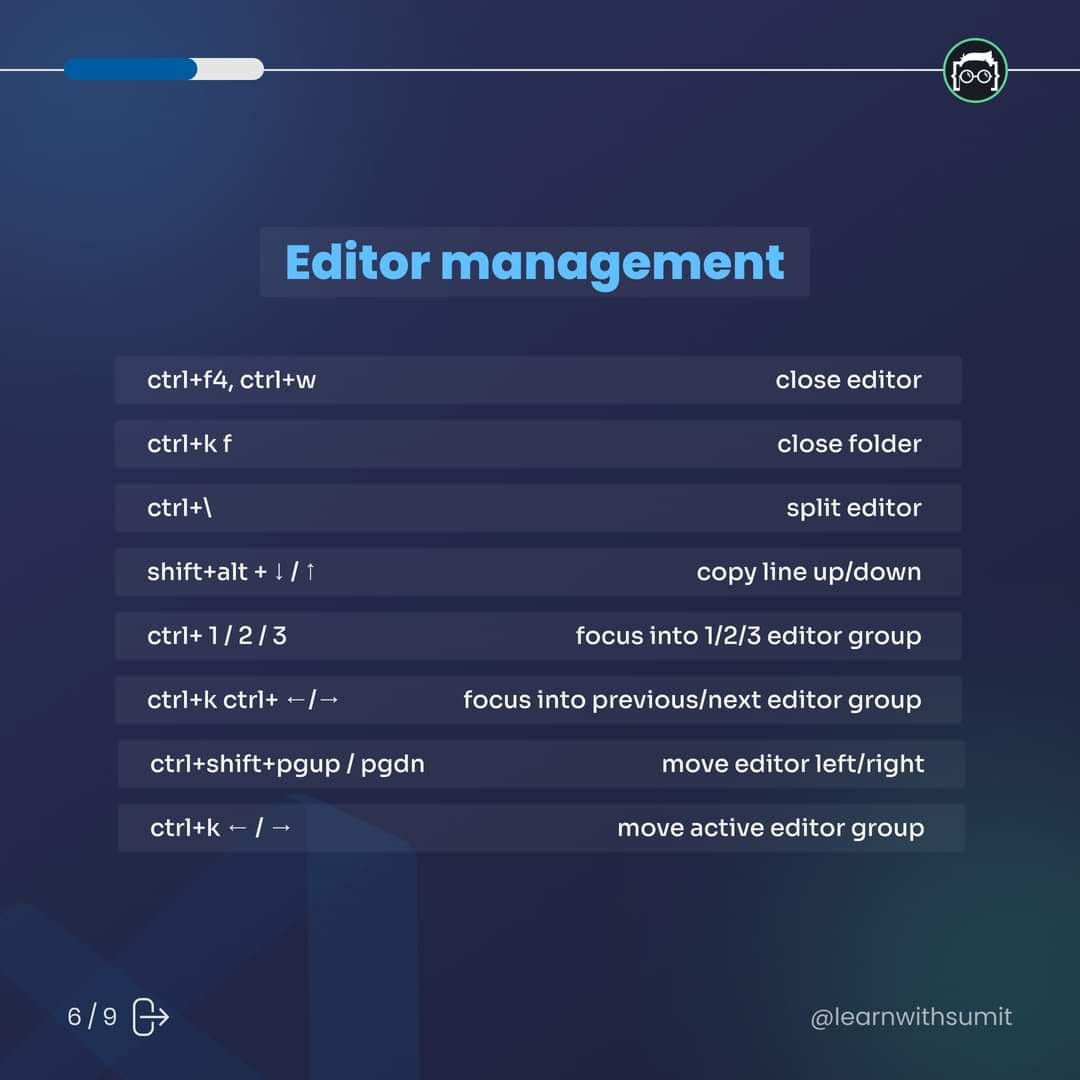 Editor management
ctrl+f4, ctrl+w close editor
ctrl+k f close folder
ctrl+\ split editor
shift+alt + ↓ / ↑ copy line up/down
ctrl+ 1 / 2 / 3 focus into 1/2/3 editor group
ctrl+k ctrl+ ←/→ focus into previous/next editor group
ctrl+shift+pgup / pgdn move editor left/right
ctrl+k ← / → move active editor group
6 / 9 @learnwithsumit